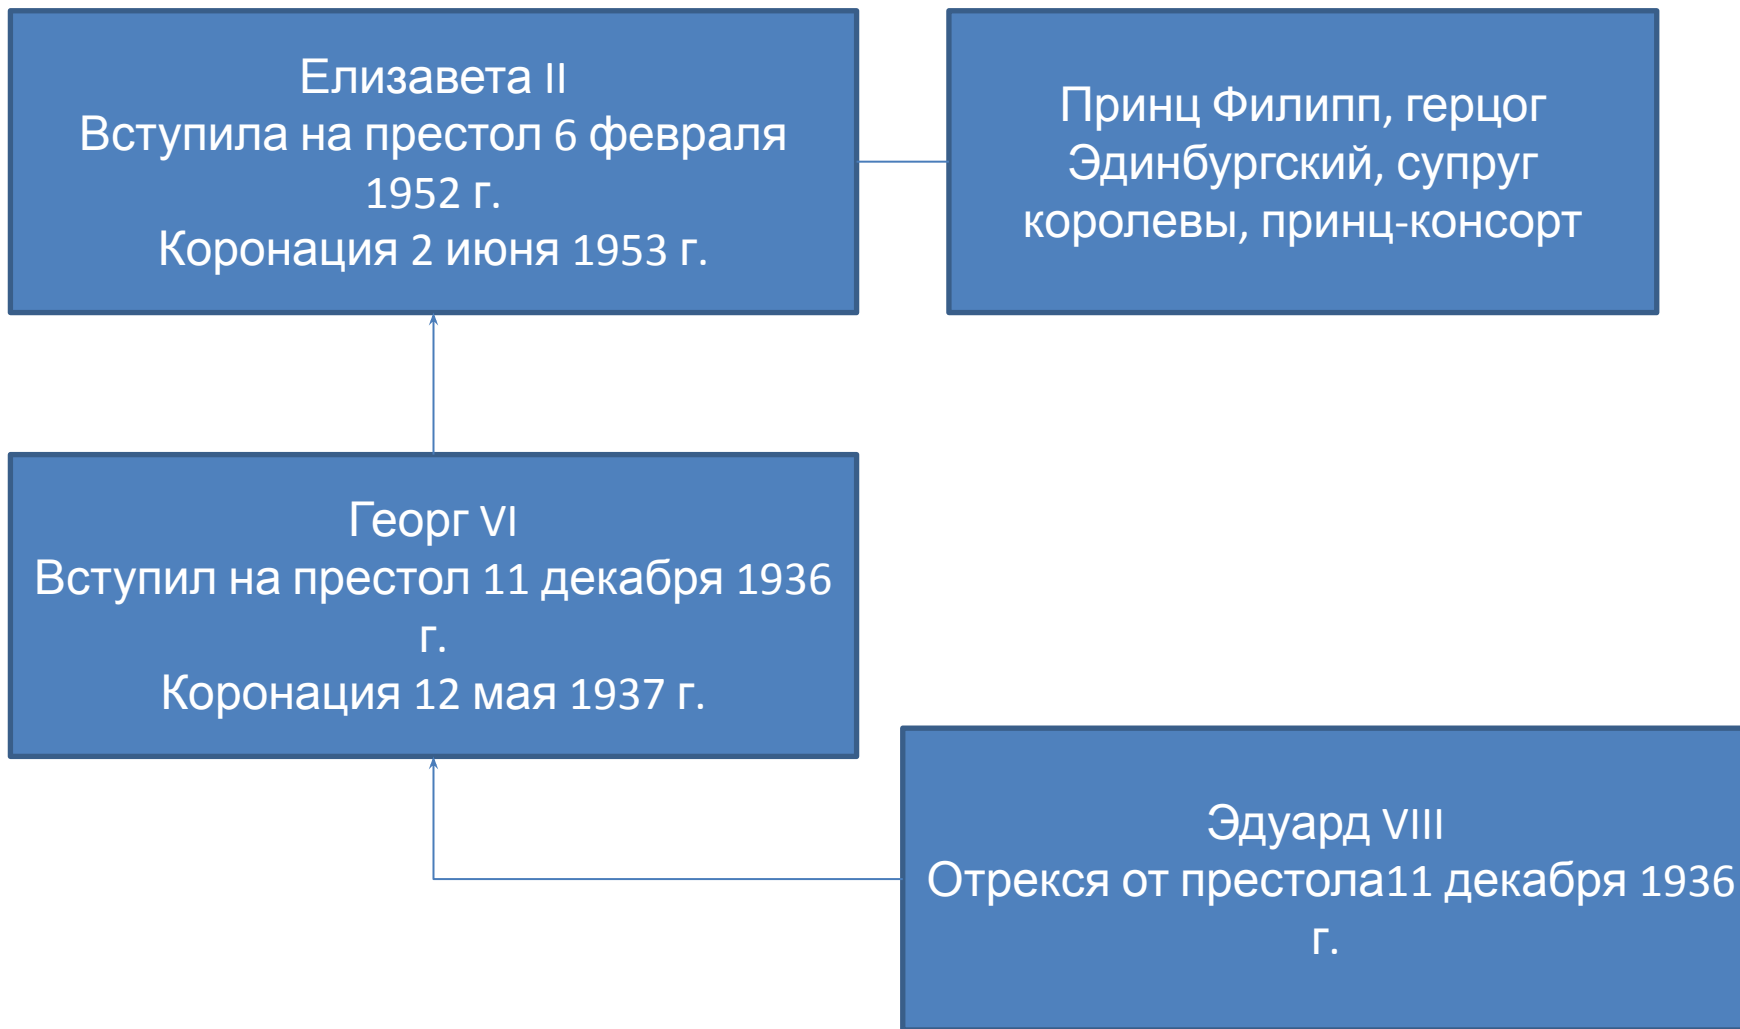 Елизавета II
Вступила на престол 6 февраля
1952 г.
Коронация 2 июня 1953 г.
Принц Филипп, герцог
Эдинбургский, супруг
королевы, принц-консорт
Георг VI
Вступил на престол 11 декабря 1936
г.
Коронация 12 мая 1937 г.
Эдуард VIII
Отрекся от престола11 декабря 1936
г.